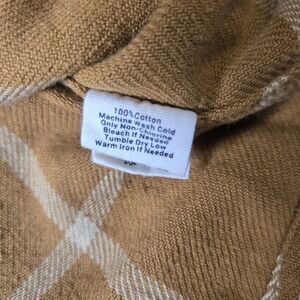 100%Cotton
Machine Wash Cold
Only Non-Chlorine
Bleach If Needed
Tumble Dry Low
Warm Iron If Needed